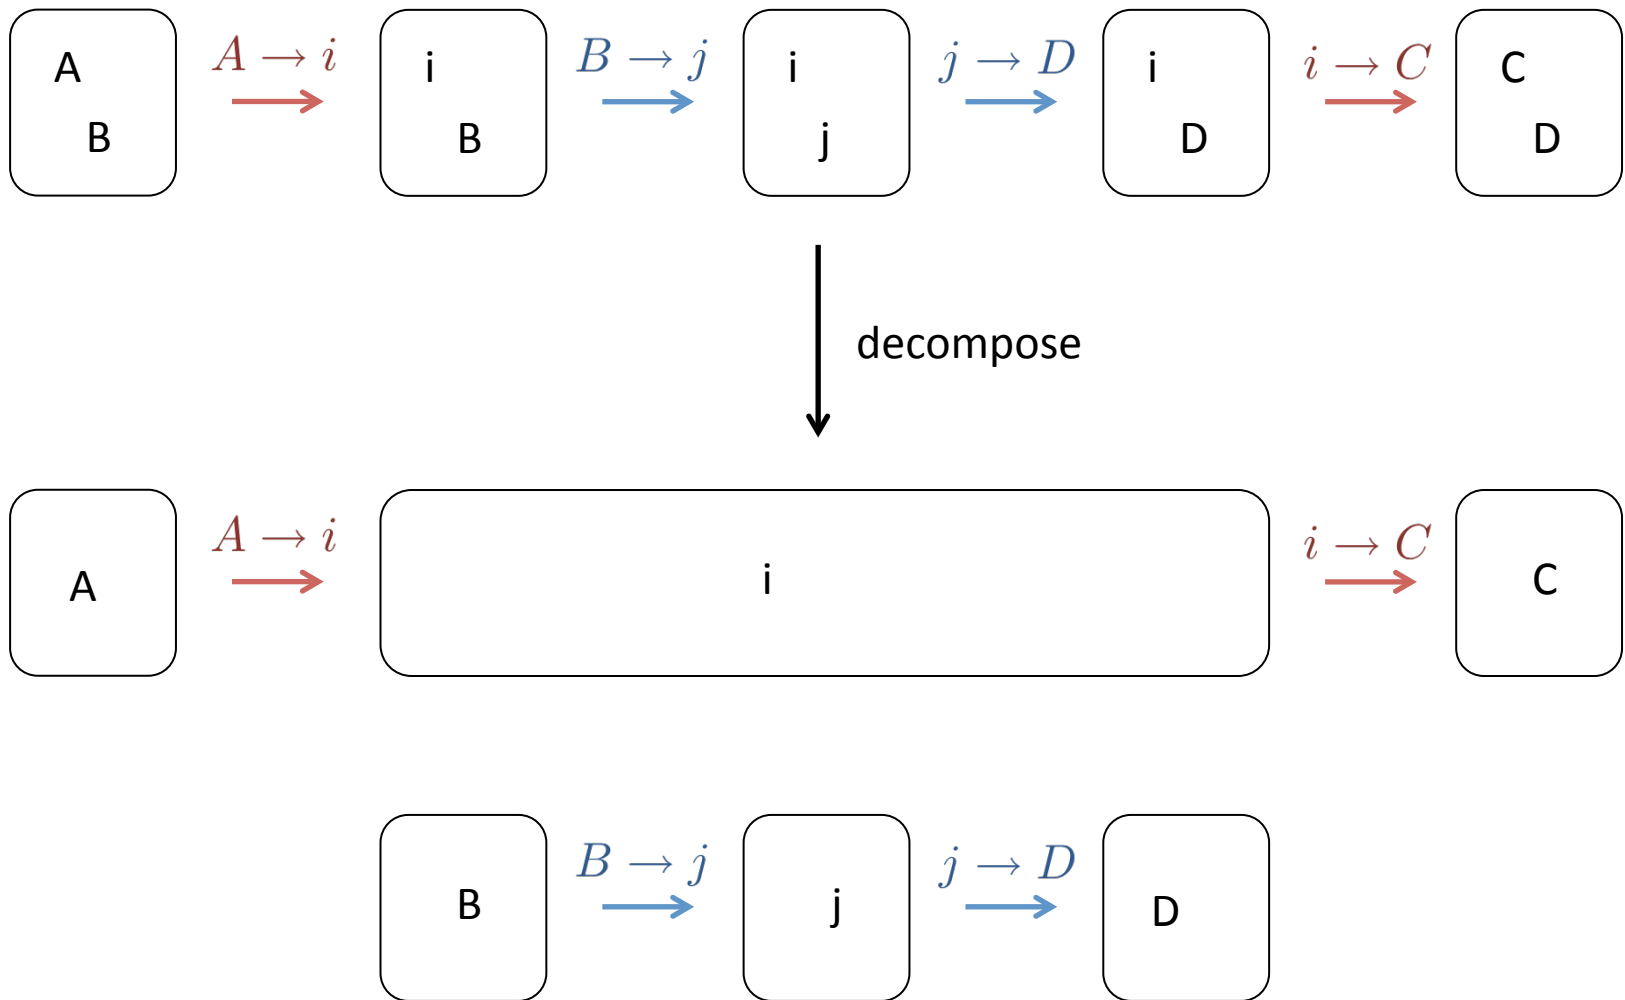 A B
A → i
i B
B → j
i j
j → D
i D
i → C
C D
decompose
A
A → i
i
i → C
C
B
B → j
j
j → D
D